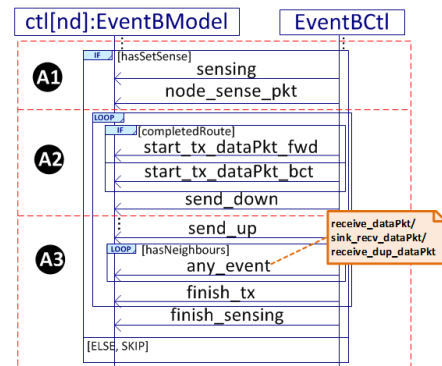 ctl[nd]:EventBModel
EventBCtl
IF
[hasSetSense]
A1
sensing
node_sense_pkt
LOOP
IF
[completedRoute]
A2
start_tx_dataPkt_fwd
start_tx_dataPkt_bct
send_down
send_up
receive_dataPkt/
sink_recv_dataPkt/
receive_dup_dataPkt
LOOP
[hasNeighbours]
A3
any_event
finish_tx
finish_sensing
[ELSE, SKIP]